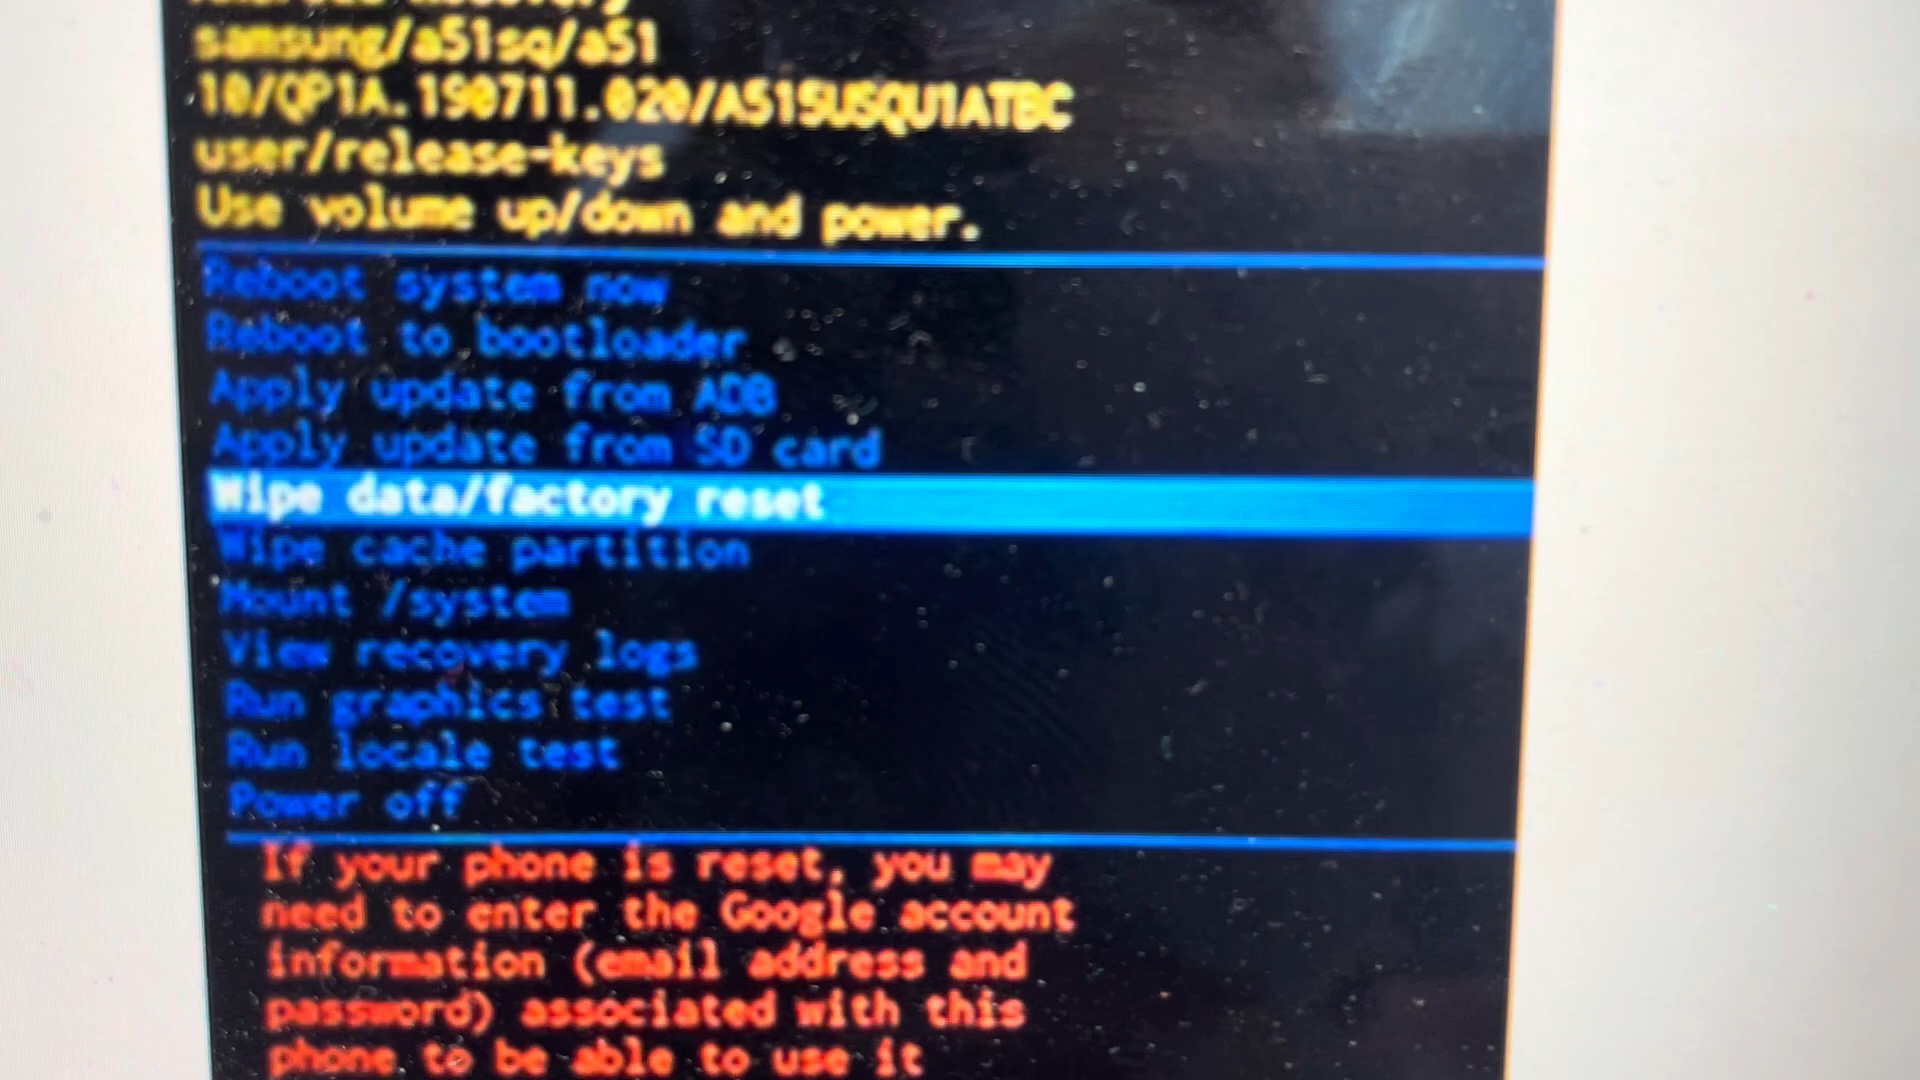 Android Recovery
samsung/a51sq/a51
10/QP1A.190711.020/A515USQU1ATBC
user/release-keys
Use volume up/down and power.
Reboot system now
Reboot to bootloader
Apply update from ADB
Apply update from SD card
Wipe data/factory reset
Wipe cache partition
Mount /system
View recovery logs
Run graphics test
Run locale test
Power off
If your phone is reset, you may
need to enter the Google account
information (email address and
password) associated with this
phone to be able to use it